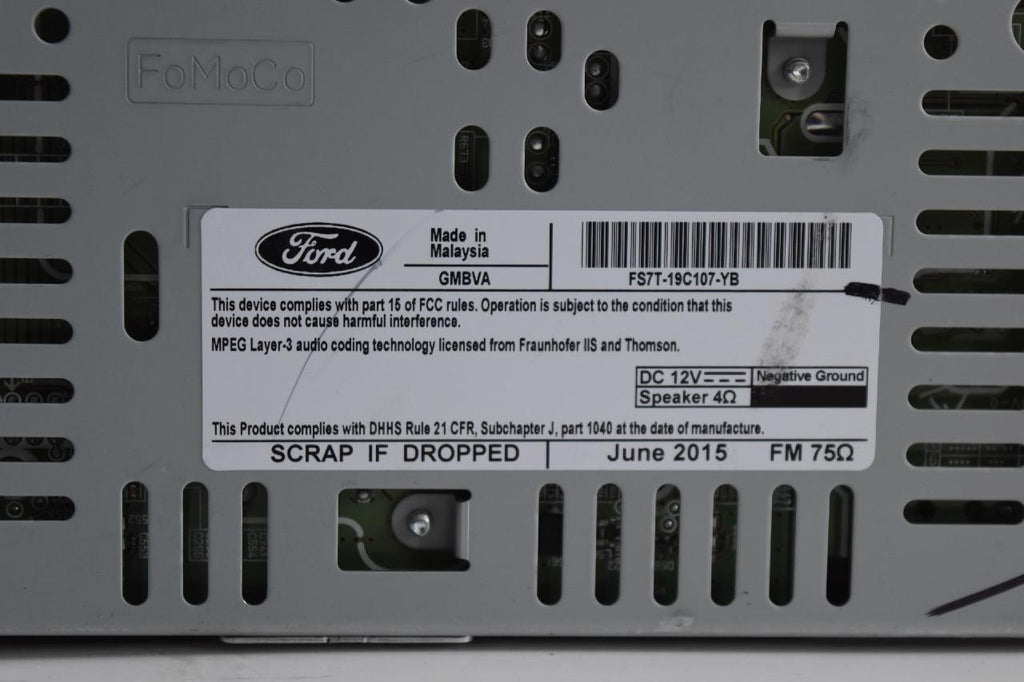 FoMoCo
R673
Ford
Made in
Malaysia
GMBVA
FS7T-19C107-YB
This device complies with part 15 of FCC rules. Operation is subject to the condition that this
device does not cause harmful interference.
MPEG Layer-3 audio coding technology licensed from Fraunhofer IIS and Thomson.
DC 12V Negative Ground
Speaker 4Ω
This Product complies with DHHS Rule 21 CFR, Subchapter J, part 1040 at the date of manufacture.
SCRAP IF DROPPED June 2015 FM 75Ω